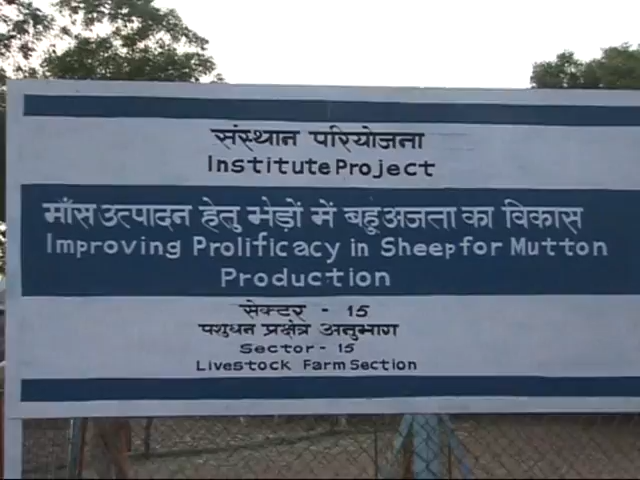 संस्थान परियोजना
Institute Project
माँस उत्पादन हेतु भेड़ों में बहुअजता का विकास
Improving Prolificacy in Sheep for Mutton
Production
सेक्टर - 15
पशुधन प्रक्षेत्र अनुभाग
Sector - 15
Livestock Farm Section